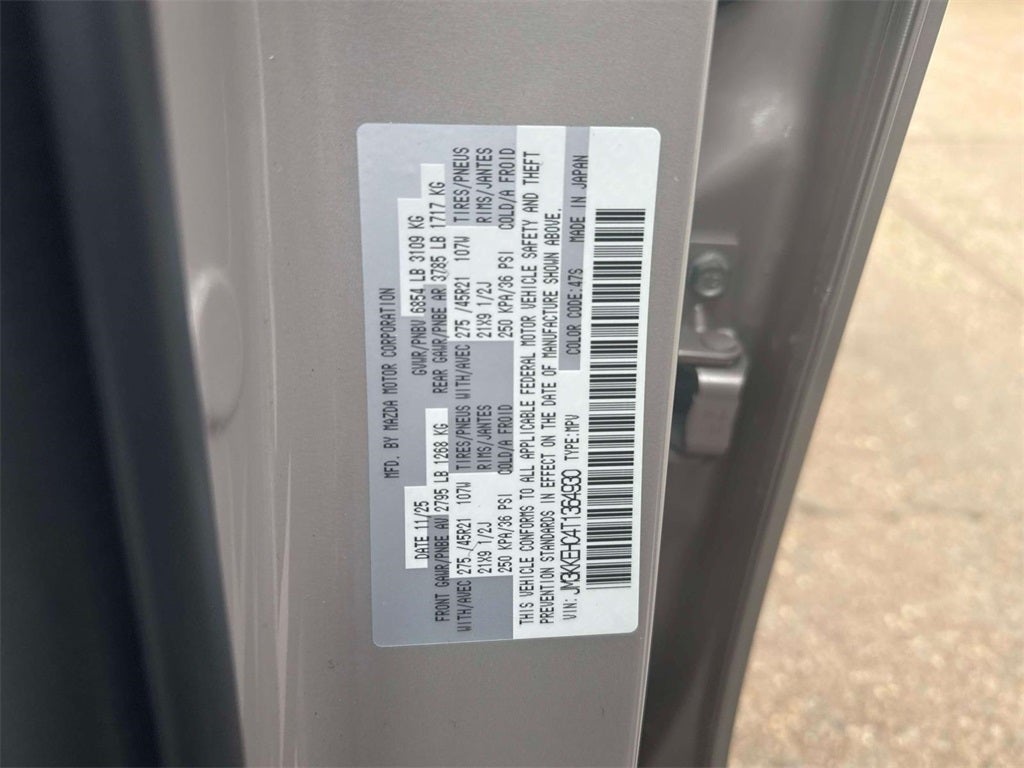 MFD. BY MAZDA MOTOR CORPORATION
DATE 11/25 GVWR/PNBV 6854 LB 3109 KG
FRONT GAWR/PNBE AV 2795 LB 1268 KG REAR GAWR/PNBE AR 3785 LB 1717 KG
WITH/AVEC 275 /45R21 107W TIRES/PNEUS WITH/AVEC 275 /45R21 107W TIRES/PNEUS
21X9 1/2J RIMS/JANTES 21X9 1/2J RIMS/JANTES
250 KPA/36 PSI COLD/A FROID 250 KPA/36 PSI COLD/A FROID
THIS VEHICLE CONFORMS TO ALL APPLICABLE FEDERAL MOTOR VEHICLE SAFETY AND THEFT
PREVENTION STANDARDS IN EFFECT ON THE DATE OF MANUFACTURE SHOWN ABOVE.
VIN: JM3KKEHC4T1364930 TYPE:MPV COLOR CODE:47S MADE IN JAPAN